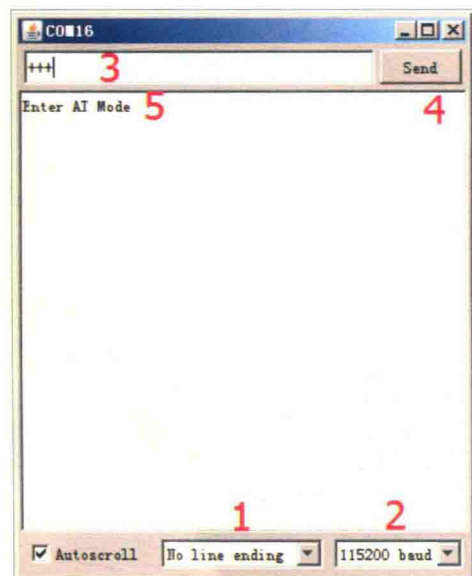 COM16
+++ 3 Send
4
Enter AT Mode 5
1 2
Autoscroll No line ending 115200 baud